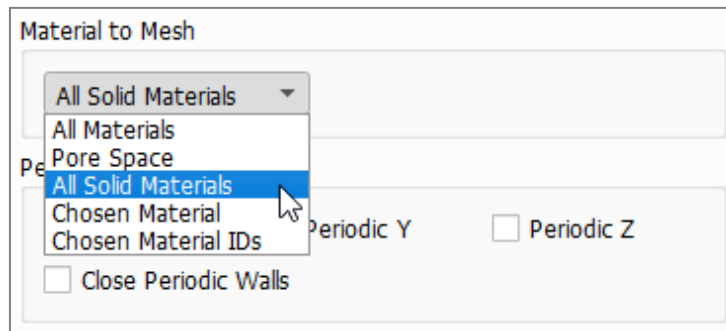 Material to Mesh
All Solid Materials
All Materials
Pore Space
Pe
All Solid Materials
Chosen Material
Periodic Y
Periodic Z
Chosen Material IDs
Close Periodic Walls